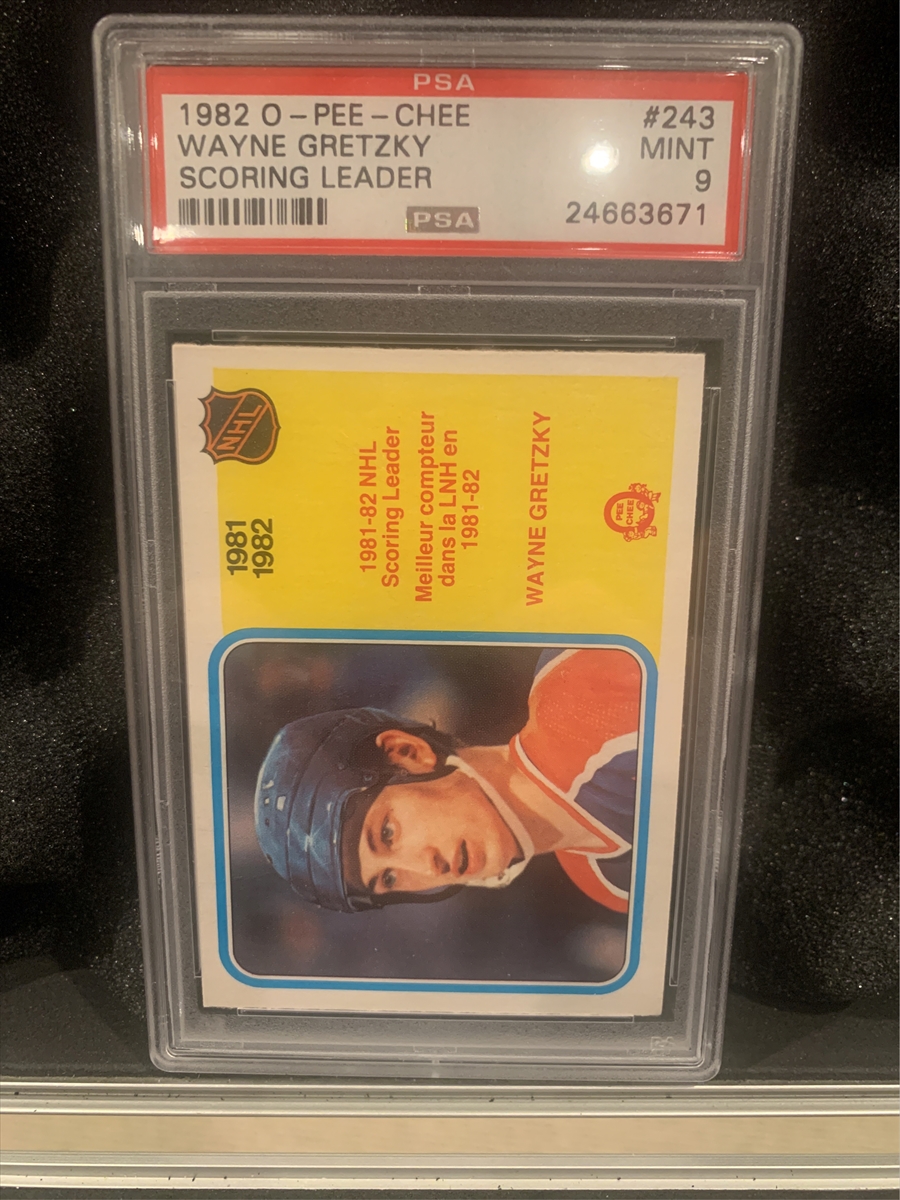 PSA
1982 O-PEE-CHEE #243
WAYNE GRETZKY MINT
SCORING LEADER 9
PSA 24663671
NHL
1981
1982
1981-82 NHL
Scoring Leader
Meilleur compteur
dans la LNH en
1981-82
WAYNE GRETZKY
O
PEE
CHEE